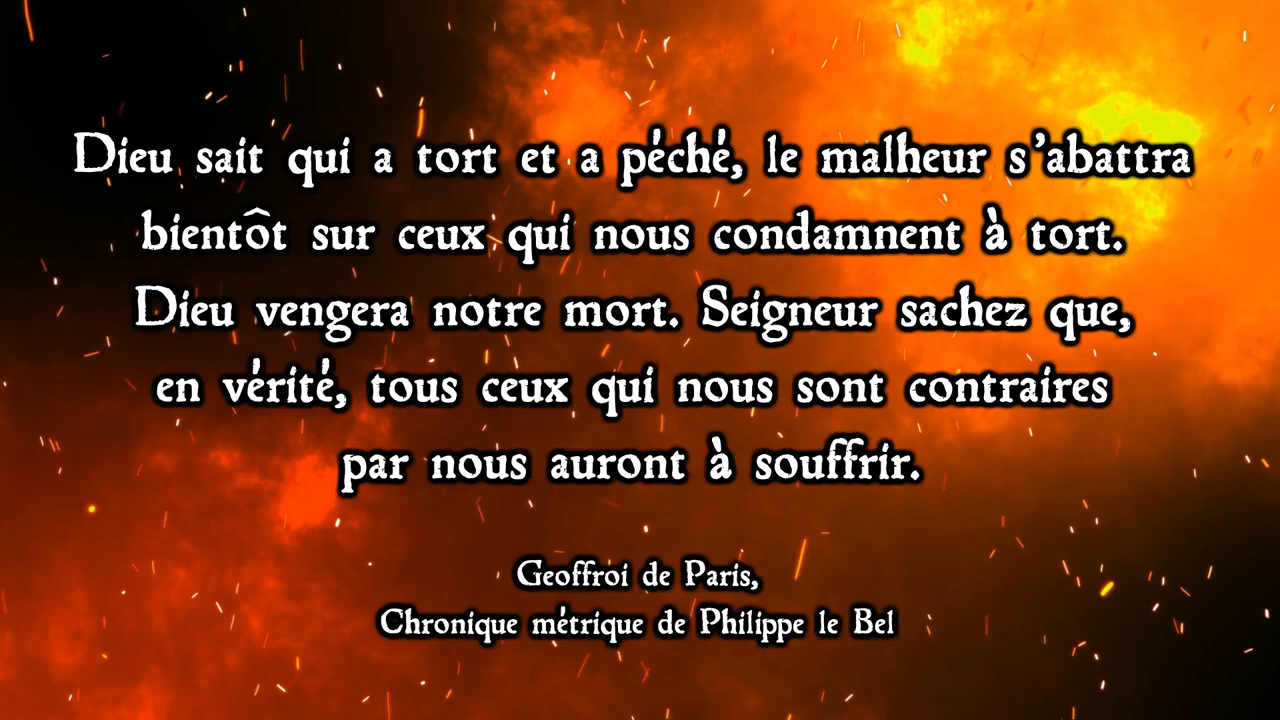 Dieu sait qui a tort et a péché, le malheur s'abattra
bientôt sur ceux qui nous condamnent à tort.
Dieu vengera notre mort. Seigneur sachez que,
en vérité, tous ceux qui nous sont contraires
par nous auront à souffrir.
Geoffroi de Paris,
Chronique métrique de Philippe le Bel